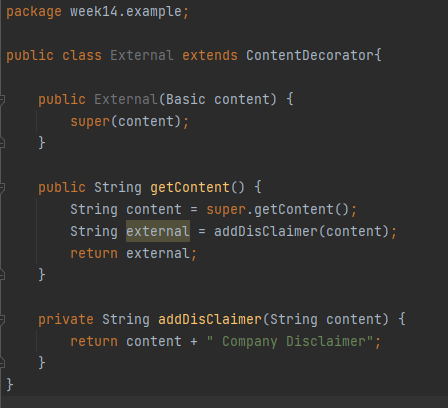 package week14.example;
public class External extends ContentDecorator{
public External(Basic content) {
super(content);
}
public String getContent() {
String content = super.getContent();
String external = addDisClaimer(content);
return external;
}
private String addDisClaimer(String content) {
return content + " Company Disclaimer";
}
}